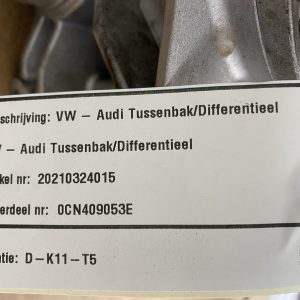 schrijving: VW – Audi Tussenbak/Differentieel
– Audi Tussenbak/Differentieel
kel nr: 20210324015
erdeel nr: 0CN409053E
tie: D-K11-T5